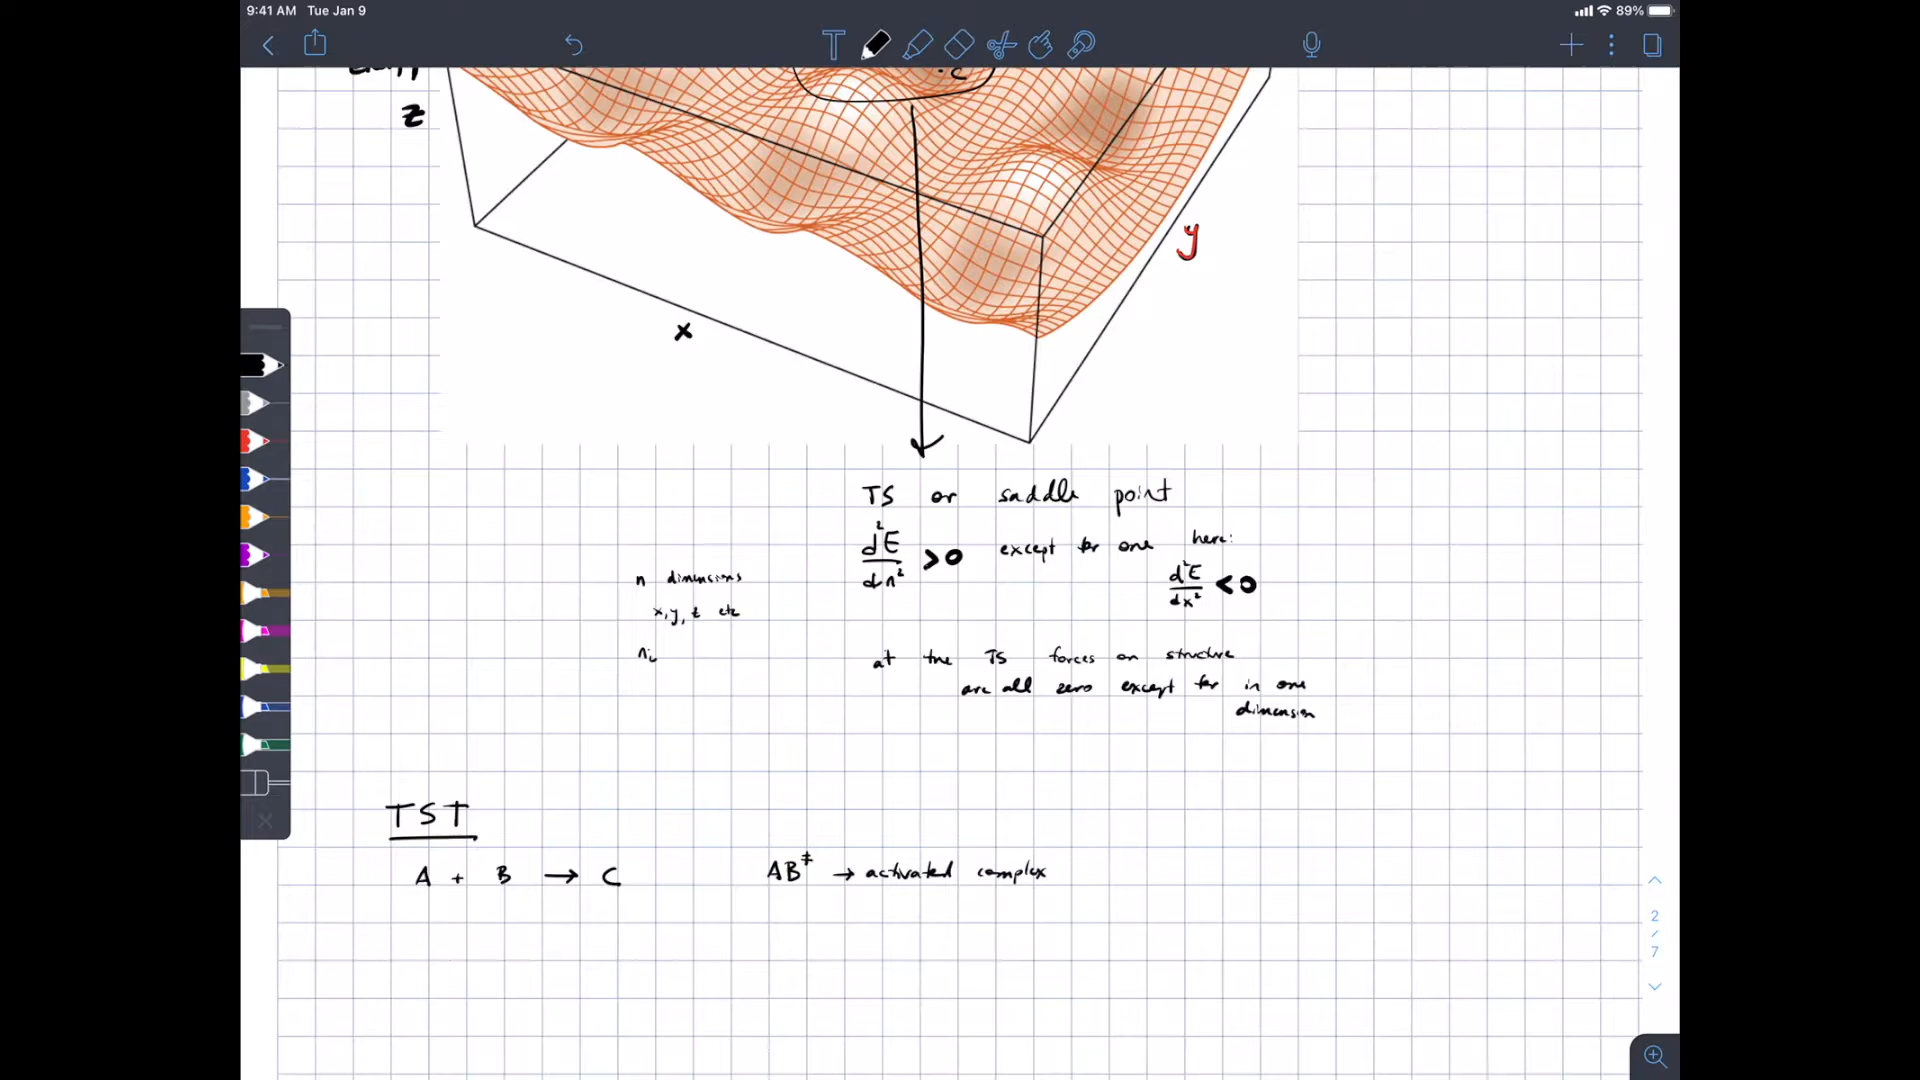 9:41 AM Tue Jan 9
89%
z
y
x
TS or saddle point
d²E/dn² > 0 except for one here:
d²E/dx² < 0
n dimensions
x, y, z etc
nᵢ
at the TS forces on structure
are all zero except for in one
dimension
TST
A + B → C
AB‡ → activated complex
2
/
7